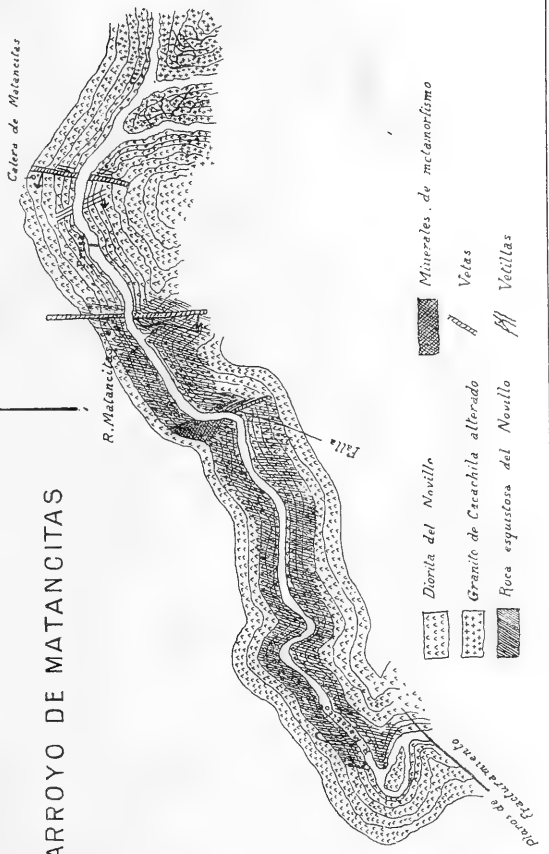 ARROYO DE MATANCITAS
Calera de Matancitas
R. Matancitas
Falla
Planos de
fracturamiento
Diorita del Novillo
Granito de Cacachila alterado
Roca esquistosa del Novillo
Minerales de metamorfismo
Vetas
Vetillas